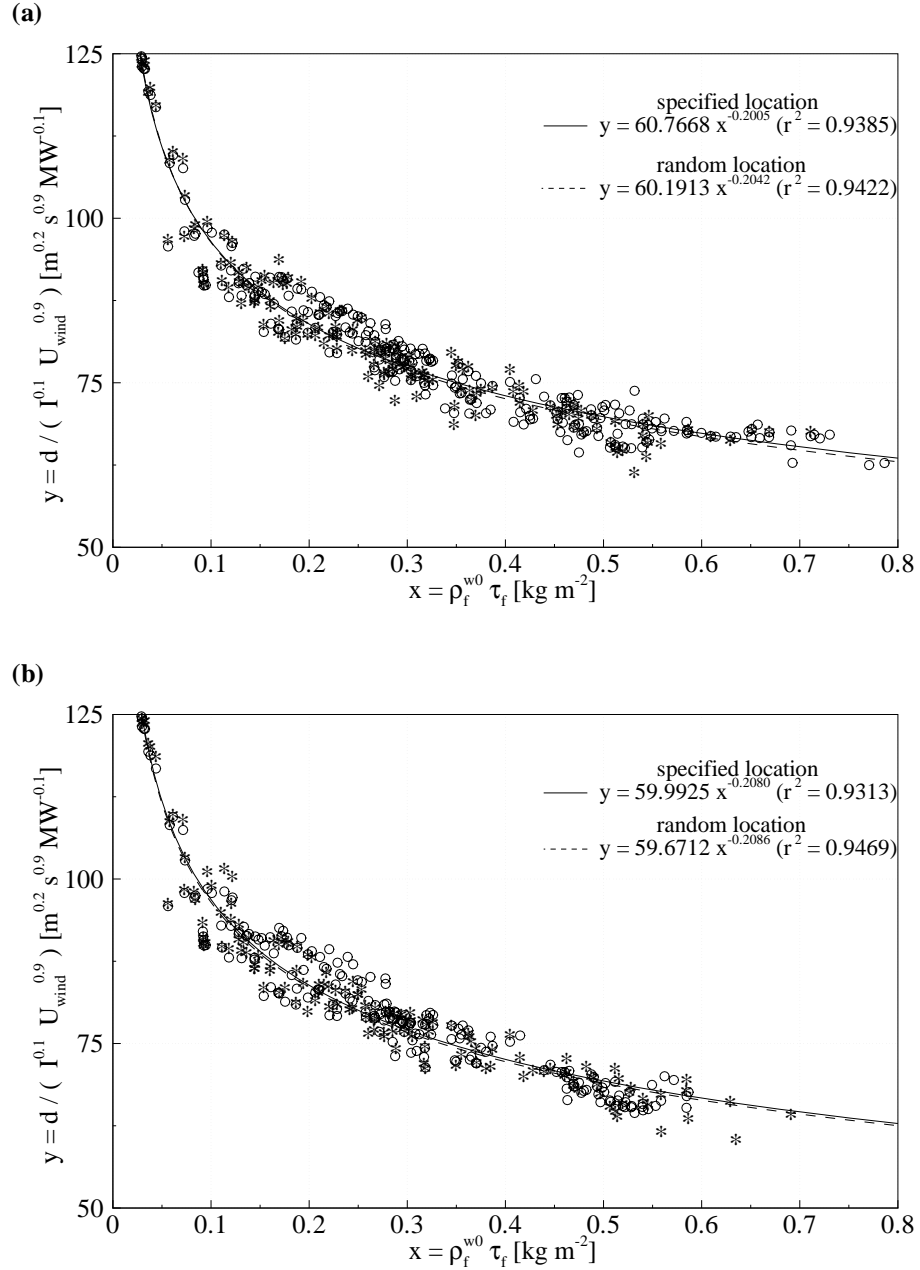 (a)
125
100
75
50
y = d / ( I^0.1 U_wind^0.9 ) [m^0.2 s^0.9 MW^-0.1]
specified location
y = 60.7668 x^-0.2005 (r^2 = 0.9385)
random location
y = 60.1913 x^-0.2042 (r^2 = 0.9422)
0 0.1 0.2 0.3 0.4 0.5 0.6 0.7 0.8
x = ρ_f^w0 τ_f [kg m^-2]
(b)
125
100
75
50
y = d / ( I^0.1 U_wind^0.9 ) [m^0.2 s^0.9 MW^-0.1]
specified location
y = 59.9925 x^-0.2080 (r^2 = 0.9313)
random location
y = 59.6712 x^-0.2086 (r^2 = 0.9469)
0 0.1 0.2 0.3 0.4 0.5 0.6 0.7 0.8
x = ρ_f^w0 τ_f [kg m^-2]